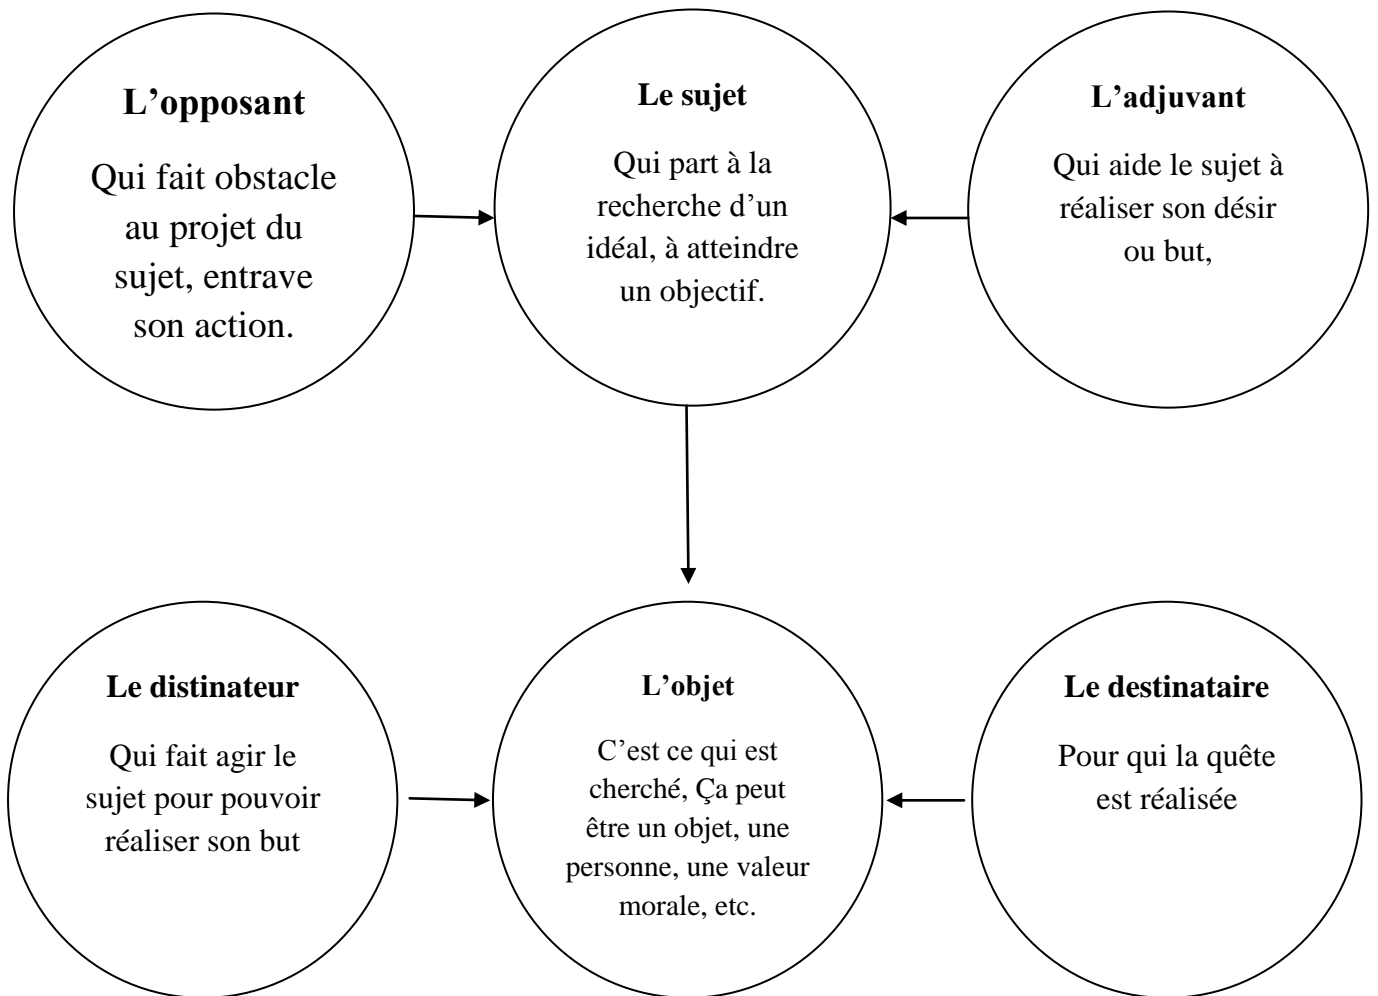 L’opposant
Qui fait obstacle
au projet du
sujet, entrave
son action.
Le sujet
Qui part à la
recherche d’un
idéal, à atteindre
un objectif.
L’adjuvant
Qui aide le sujet à
réaliser son désir
ou but,
Le distinateur
Qui fait agir le
sujet pour pouvoir
réaliser son but
L’objet
C’est ce qui est
cherché, Ça peut
être un objet, une
personne, une valeur
morale, etc.
Le destinataire
Pour qui la quête
est réalisée